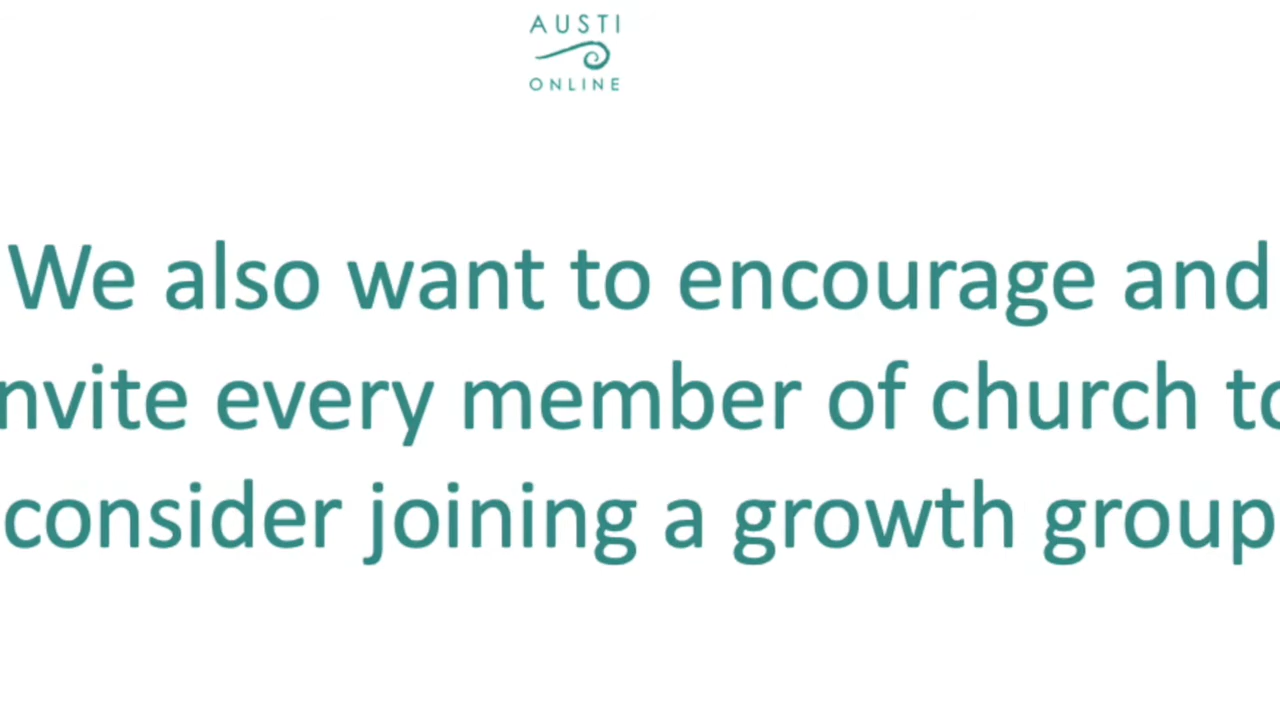 AUSTI
ONLINE
We also want to encourage and
nvite every member of church to
consider joining a growth group